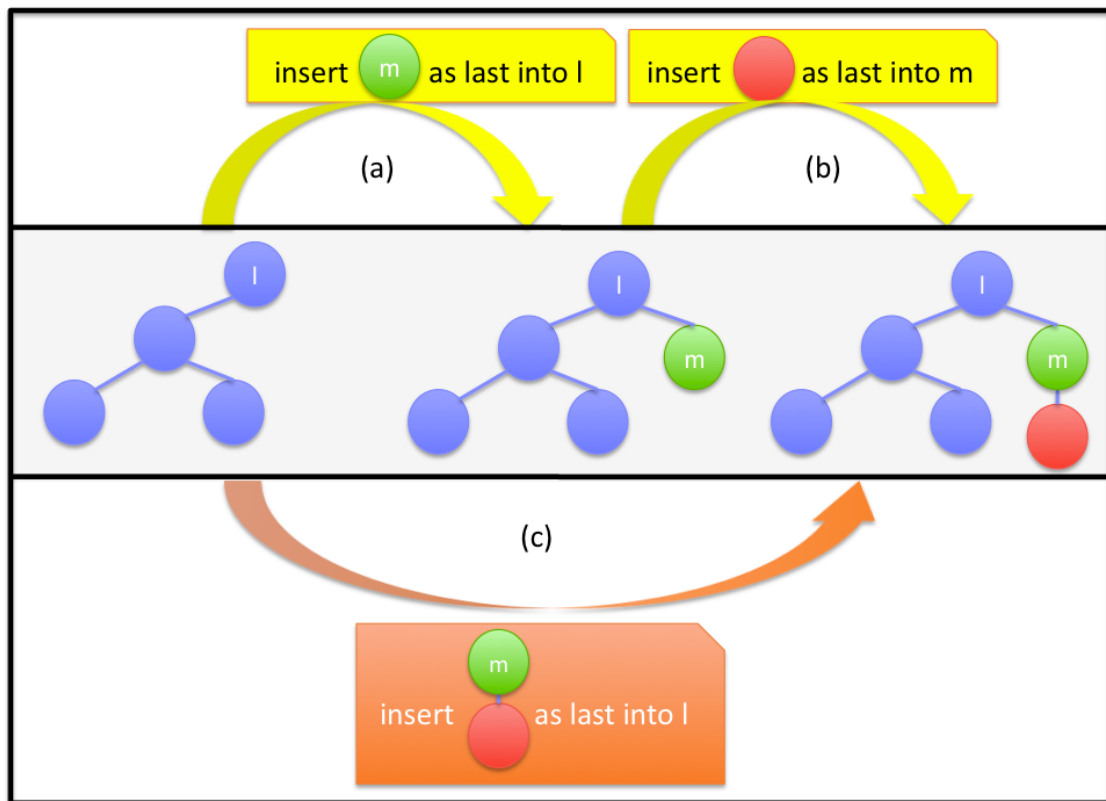 insert m as last into l
insert as last into m
(a)
(b)
l
l
l
m
m
(c)
m
insert as last into l